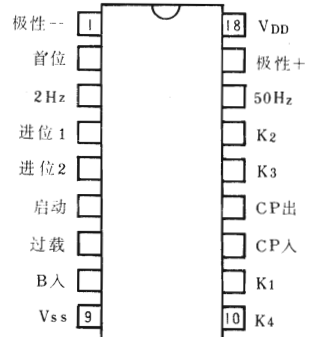 极性-- 1 18 VDD
首位 极性+
2Hz 50Hz
进位1 K2
进位2 K3
启动 CP出
过载 CP入
B入 K1
Vss 9 10 K4